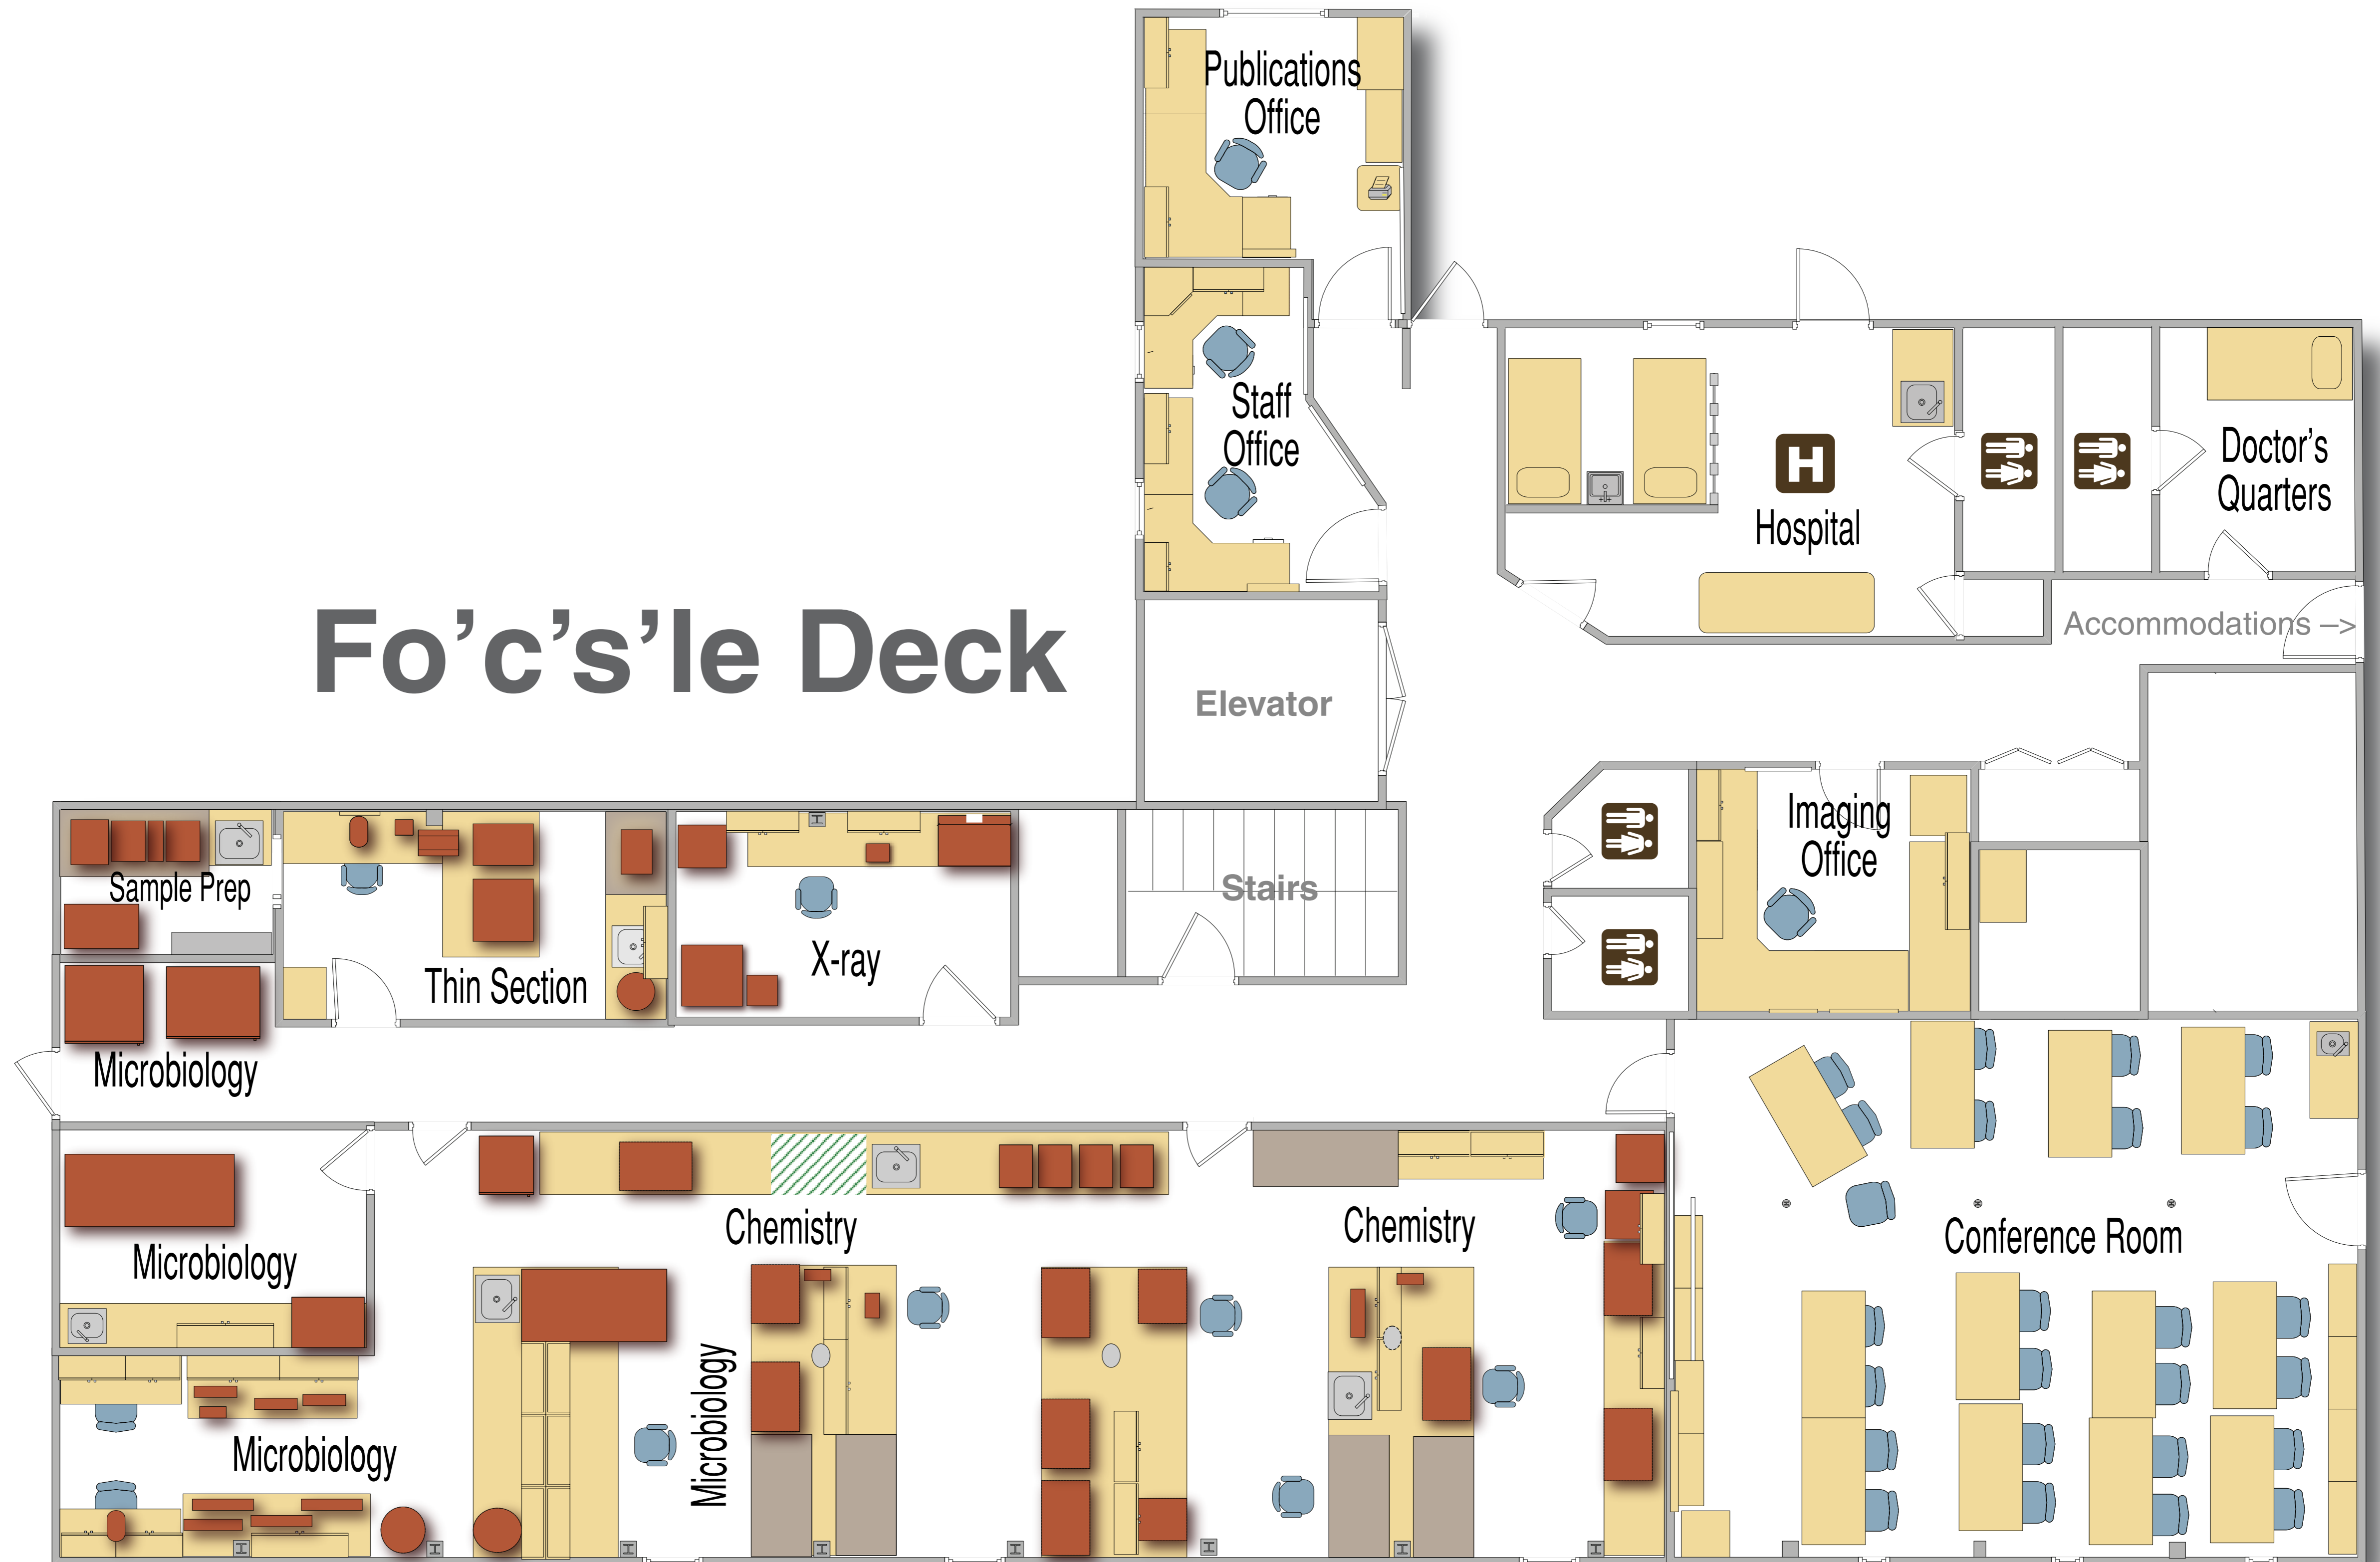 Publications
Office
Staff
Office
H
Hospital
Doctor's
Quarters
Fo'c's'le Deck
Accommodations –>
Elevator
Imaging
Office
Sample Prep
Stairs
Thin Section
X-ray
Microbiology
Microbiology
Chemistry
Chemistry
Conference Room
Microbiology
Microbiology